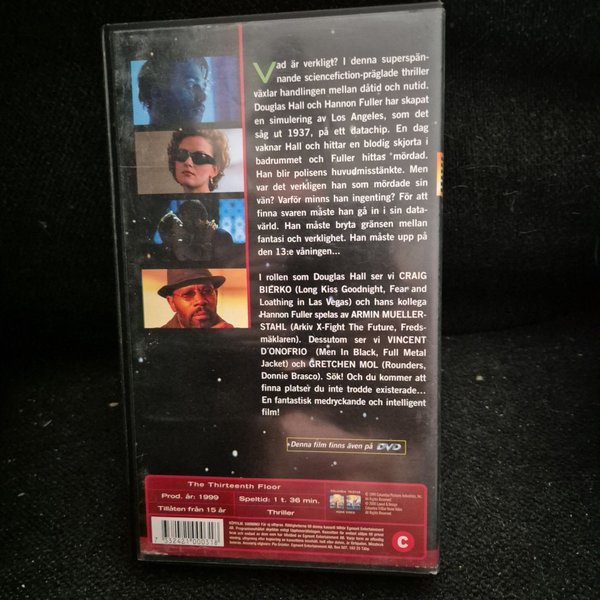 Vad är verkligt? I denna superspän-
nande sciencefiction-präglade thriller
växlar handlingen mellan dåtid och nutid.
Douglas Hall och Hannon Fuller har skapat
en simulering av Los Angeles, som det
såg ut 1937, på ett datachip. En dag
vaknar Hall och hittar en blodig skjorta i
badrummet och Fuller hittas mördad.
Han blir polisens huvudmisstänkte. Men
var det verkligen han som mördade sin
vän? Varför minns han ingenting? För att
finna svaren måste han gå in i sin data-
värld. Han måste bryta gränsen mellan
fantasi och verklighet. Han måste upp på
den 13:e våningen...
I rollen som Douglas Hall ser vi CRAIG
BIERKO (Long Kiss Goodnight, Fear and
Loathing in Las Vegas) och hans kollega
Hannon Fuller spelas av ARMIN MUELLER-
STAHL (Arkiv X-Fight The Future, Freds-
mäklaren). Dessutom ser vi VINCENT
D´ONOFRIO (Men In Black, Full Metal
Jacket) och GRETCHEN MOL (Rounders,
Donnie Brasco). Sök! Och du kommer att
finna platser du inte trodde existerade...
En fantastisk medryckande och intelligent
film!
Denna film finns även på DVD
The Thirteenth Floor
Prod. år: 1999
Speltid: 1 t. 36 min.
Tillåten från 15 år
Thriller
C